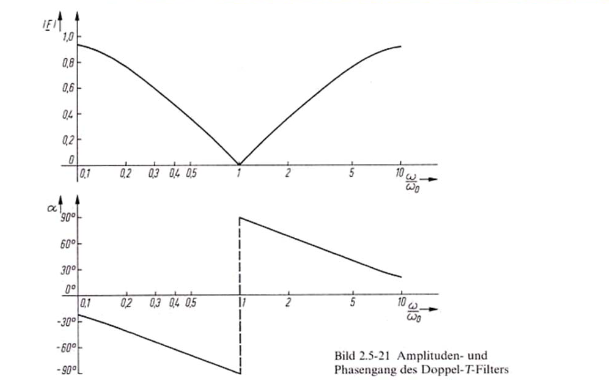 |F|
1,0
0,8
0,6
0,4
0,2
0
0,1 0,2 0,3 0,4 0,5 1 2 5 10 ω/ω₀
α
90°
60°
30°
0°
0,1 0,2 0,3 0,4 0,5 1 2 5 10 ω/ω₀
-30°
-60°
-90°
Bild 2.5-21 Amplituden- und
Phasengang des Doppel-T-Filters